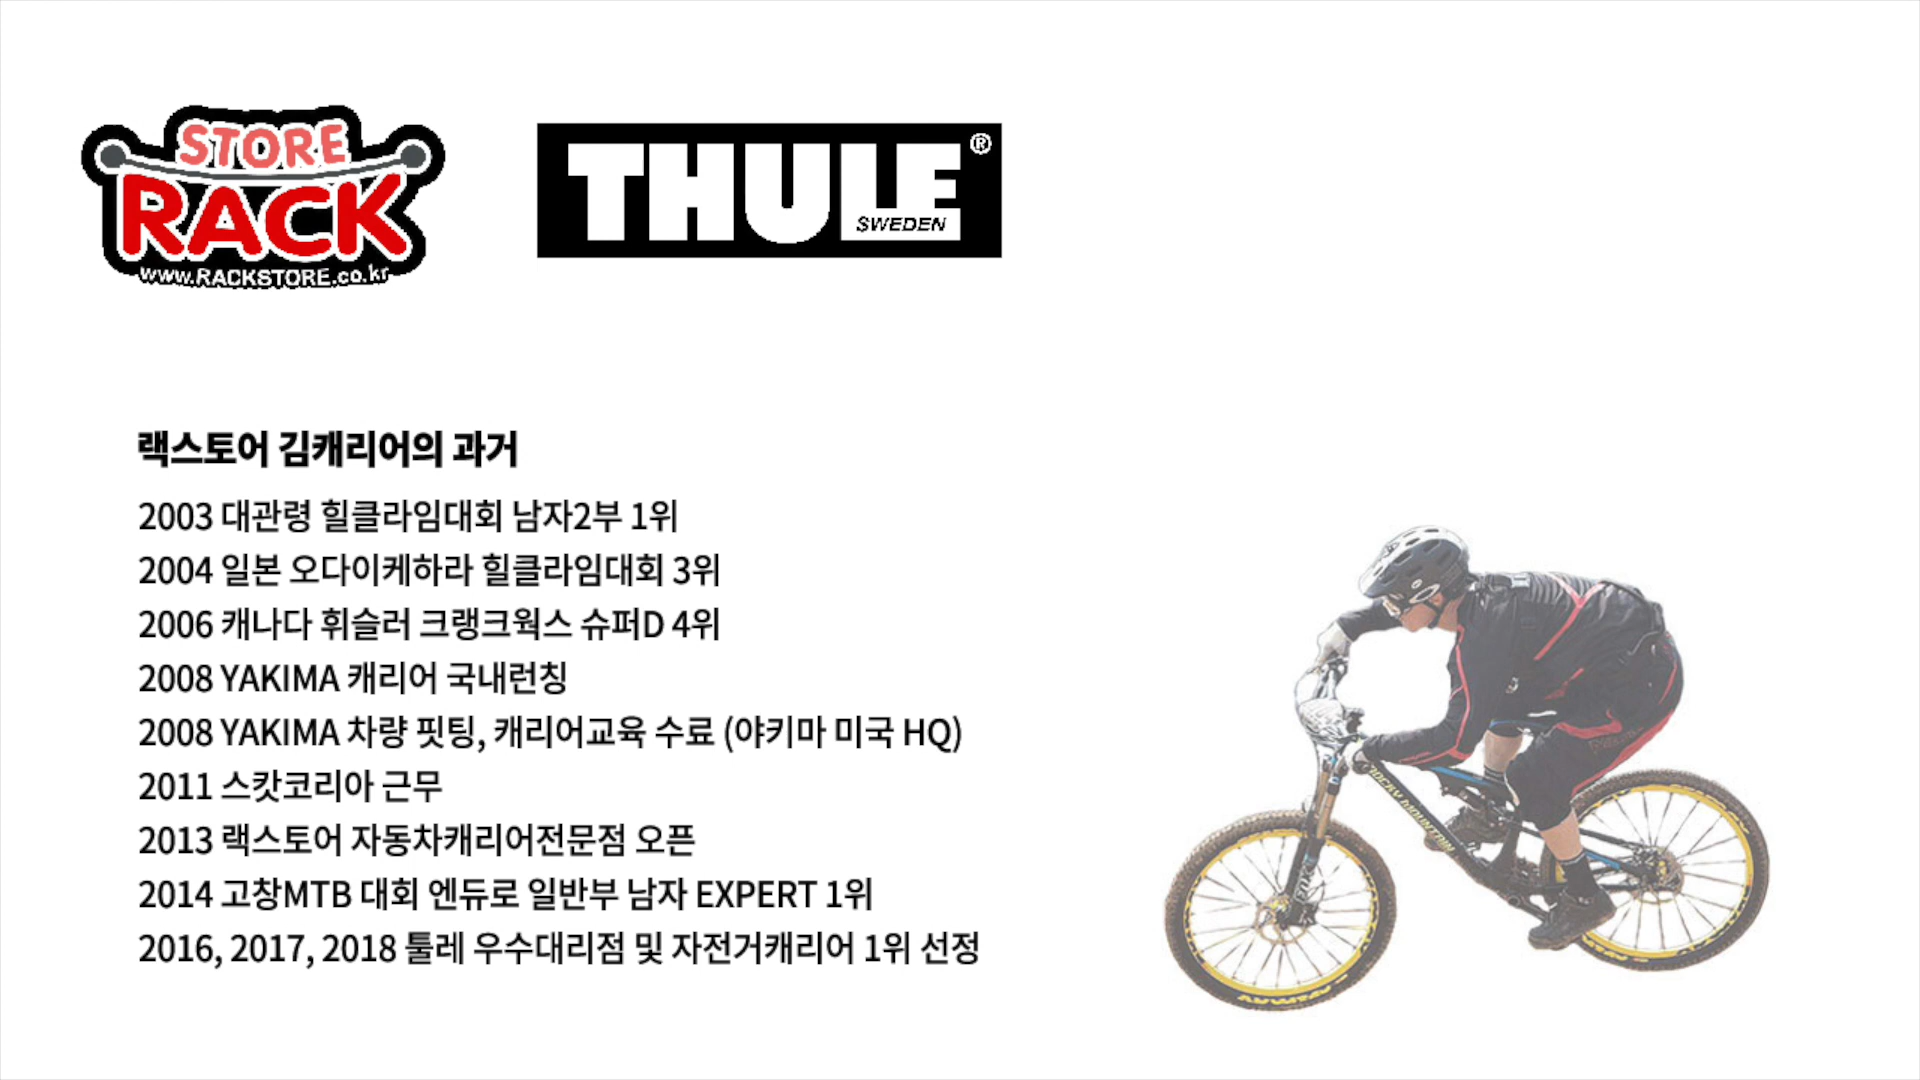 STORE
RACK
www.RACKSTORE.co.kr
THULE®
SWEDEN
랙스토어 김캐리어의 과거
2003 대관령 힐클라임대회 남자2부 1위
2004 일본 오다이케하라 힐클라임대회 3위
2006 캐나다 휘슬러 크랭크웍스 슈퍼D 4위
2008 YAKIMA 캐리어 국내런칭
2008 YAKIMA 차량 핏팅, 캐리어교육 수료 (야키마 미국 HQ)
2011 스캇코리아 근무
2013 랙스토어 자동차캐리어전문점 오픈
2014 고창MTB 대회 엔듀로 일반부 남자 EXPERT 1위
2016, 2017, 2018 툴레 우수대리점 및 자전거캐리어 1위 선정
ROCKY MOUNTAIN